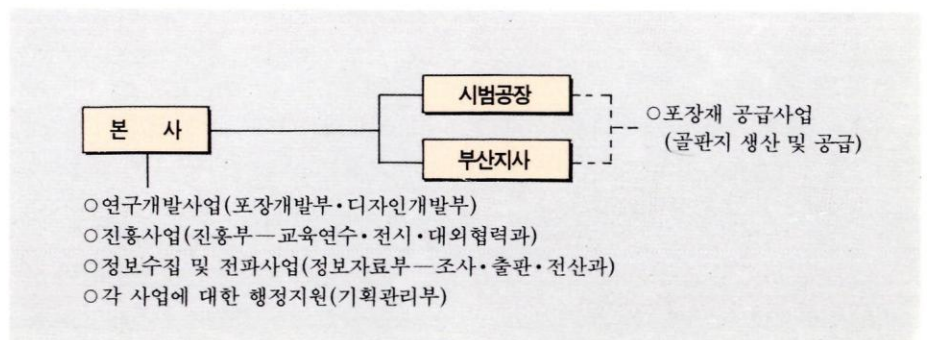 시범공장
본 사
부산지사
○포장재 공급사업
(골판지 생산 및 공급)
○연구개발사업(포장개발부·디자인개발부)
○진흥사업(진흥부—교육연수·전시·대외협력과)
○정보수집 및 전파사업(정보자료부—조사·출판·전산과)
○각 사업에 대한 행정지원(기획관리부)